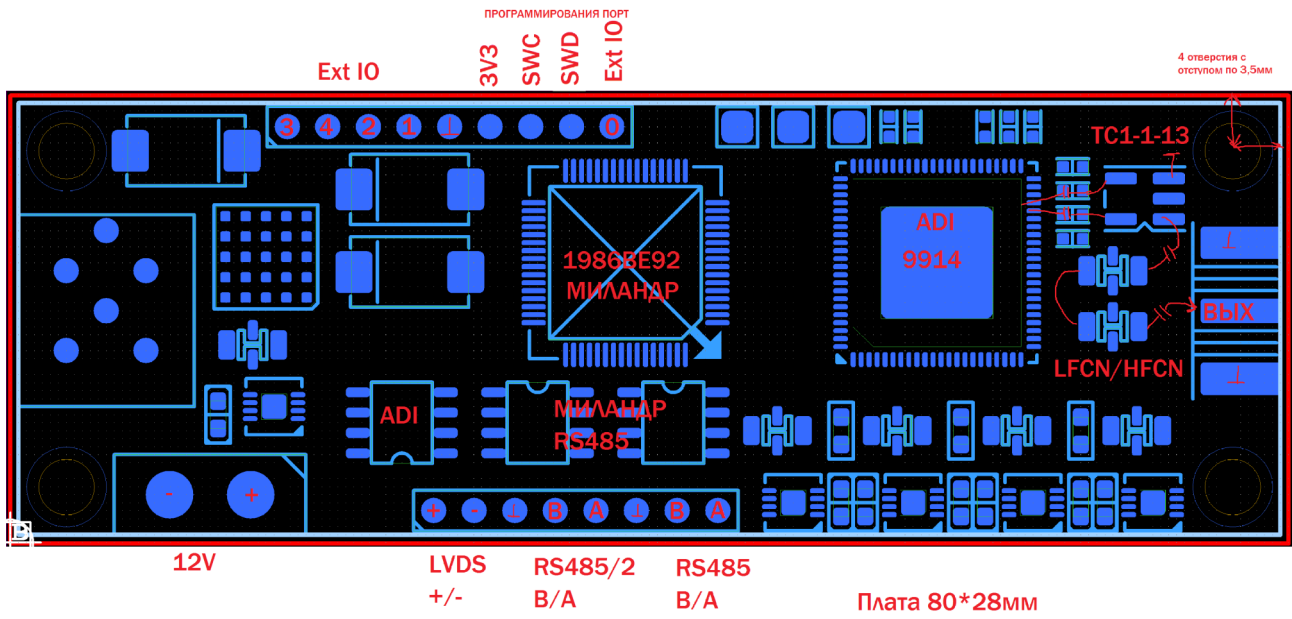 ПРОГРАММИРОВАНИЯ ПОРТ
Ext IO
3V3
SWC
SWD
Ext IO
4 отверстия с
отступом по 3,5мм
3 4 2 1 ⊥ 0
TC1-1-13
ADI
9914
1986ВЕ92
МИЛАНДР
⊥
ВЫХ
⊥
LFCN/HFCN
ADI
МИЛАНДР
RS485
- +
+ - ⊥ B A ⊥ B A
12V
LVDS
+/-
RS485/2
B/A
RS485
B/A
Плата 80*28мм